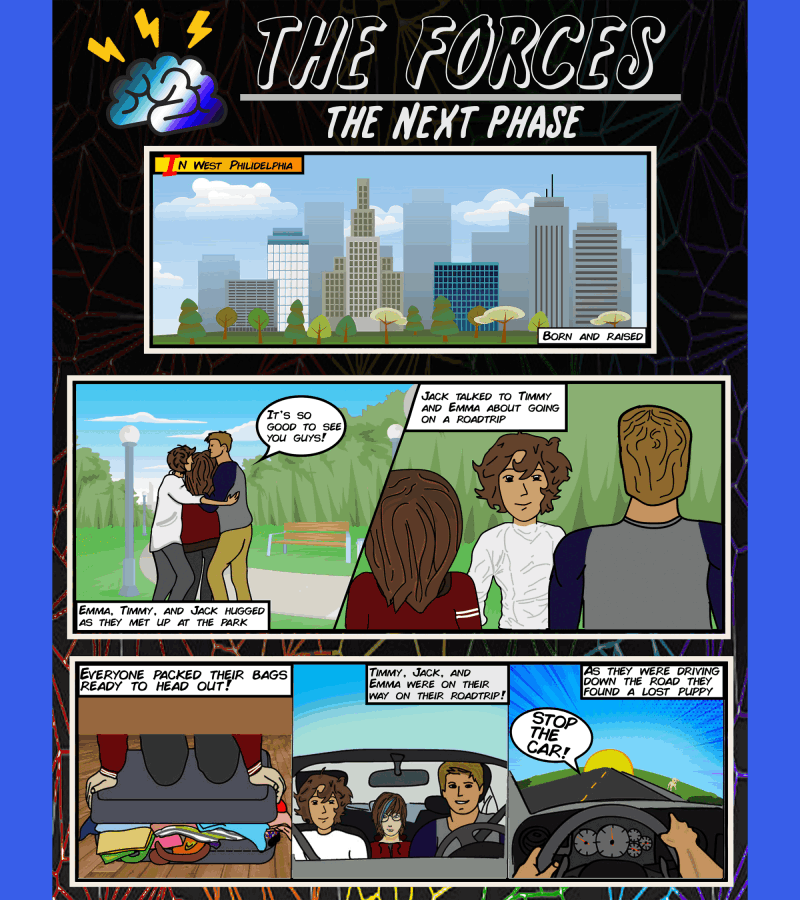 THE FORCES
THE NEXT PHASE
IN WEST PHILIDELPHIA
BORN AND RAISED
IT'S SO
GOOD TO SEE
YOU GUYS!
EMMA, TIMMY, AND JACK HUGGED
AS THEY MET UP AT THE PARK
JACK TALKED TO TIMMY
AND EMMA ABOUT GOING
ON A ROADTRIP
EVERYONE PACKED THEIR BAGS
READY TO HEAD OUT!
TIMMY, JACK, AND
EMMA WERE ON THEIR
WAY ON THEIR ROADTRIP!
AS THEY WERE DRIVING
DOWN THE ROAD THEY
FOUND A LOST PUPPY
STOP
THE
CAR!